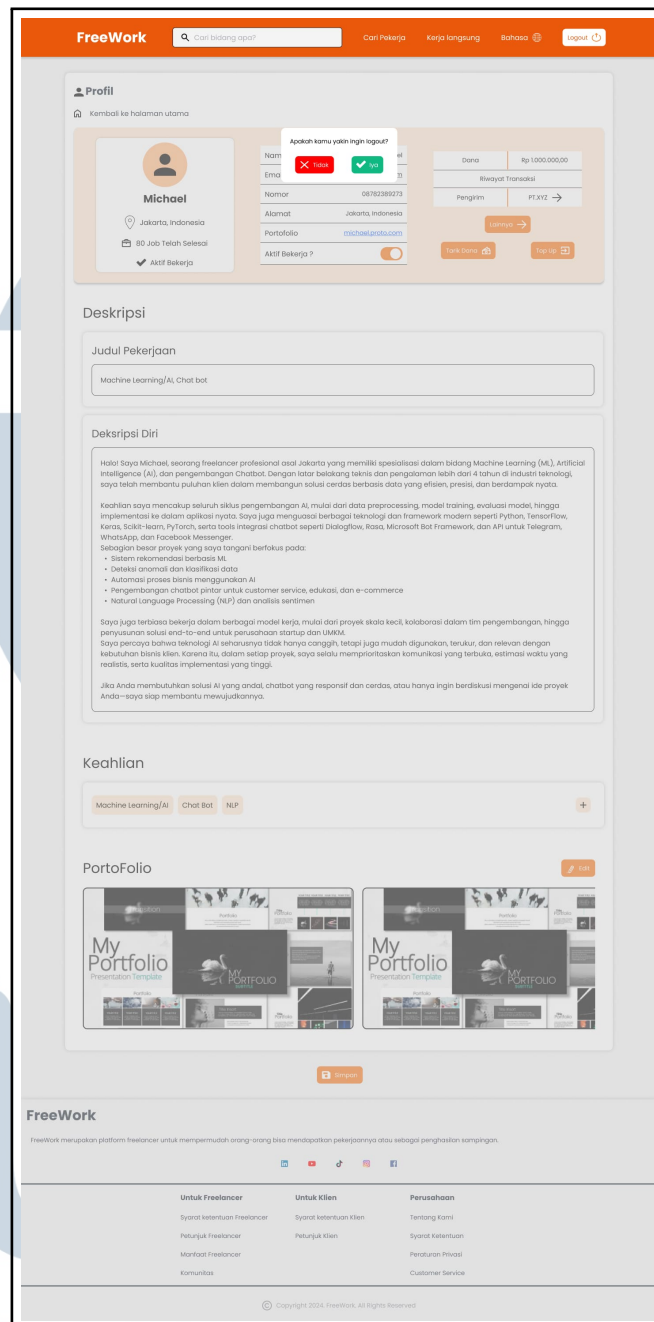 FreeWork
Cari bidang apa?
Cari Pekerja
Kerja langsung
Bahasa
Logout
Profil
Kembali ke halaman utama
Apakah kamu yakin ingin logout?
Tidak
Iya
Michael
Jakarta, Indonesia
80 Job Telah Selesai
Aktif Bekerja
Nomor 08782389273
Alamat Jakarta, Indonesia
Portofolio michael.proto.com
Aktif Bekerja ?
Dana Rp 1.000.000,00
Riwayat Transaksi
Pengirim PT.XYZ
Lainnya
Tarik Dana
Top Up
Deskripsi
Judul Pekerjaan
Machine Learning/AI, Chat bot
Deksripsi Diri
Halo! Saya Michael, seorang freelancer profesional asal Jakarta yang memiliki spesialisasi dalam bidang Machine Learning (ML), Artificial
Intelligence (AI), dan pengembangan Chatbot. Dengan latar belakang teknis dan pengalaman lebih dari 4 tahun di industri teknologi,
saya telah membantu puluhan klien dalam membangun solusi cerdas berbasis data yang efisien, presisi, dan berdampak nyata.
Keahlian saya mencakup seluruh siklus pengembangan AI, mulai dari data preprocessing, model training, evaluasi model, hingga
implementasi ke dalam aplikasi nyata. Saya juga menguasai berbagai teknologi dan framework modern seperti Python, TensorFlow,
Keras, Scikit-learn, PyTorch, serta tools integrasi chatbot seperti Dialogflow, Rasa, Microsoft Bot Framework, dan API untuk Telegram,
WhatsApp, dan Facebook Messenger.
Sebagian besar proyek yang saya tangani berfokus pada:
• Sistem rekomendasi berbasis ML
• Deteksi anomali dan klasifikasi data
• Automasi proses bisnis menggunakan AI
• Pengembangan chatbot pintar untuk customer service, edukasi, dan e-commerce
• Natural Language Processing (NLP) dan analisis sentimen
Saya juga terbiasa bekerja dalam berbagai model kerja, mulai dari proyek skala kecil, kolaborasi dalam tim pengembangan, hingga
penyusunan solusi end-to-end untuk perusahaan startup dan UMKM.
Saya percaya bahwa teknologi AI seharusnya tidak hanya canggih, tetapi juga mudah digunakan, terukur, dan relevan dengan
kebutuhan bisnis klien. Karena itu, dalam setiap proyek, saya selalu memprioritaskan komunikasi yang terbuka, estimasi waktu yang
realistis, serta kualitas implementasi yang tinggi.
Jika Anda membutuhkan solusi AI yang andal, chatbot yang responsif dan cerdas, atau hanya ingin berdiskusi mengenai ide proyek
Anda—saya siap membantu mewujudkannya.
Keahlian
Machine Learning/AI
Chat Bot
NLP
+
PortoFolio
Edit
My
Portfolio
Presentation Template
MY
PORTFOLIO
My
Portfolio
Presentation Template
MY
PORTFOLIO
Simpan
FreeWork
FreeWork merupakan platform freelancer untuk mempermudah orang-orang bisa mendapatkan pekerjaannya atau sebagai penghasilan sampingan.
Untuk Freelancer
Syarat ketentuan Freelancer
Petunjuk Freelancer
Manfaat Freelancer
Komunitas
Untuk Klien
Syarat ketentuan Klien
Petunjuk Klien
Perusahaan
Tentang Kami
Syarat Ketentuan
Peraturan Privasi
Customer Service
© Copyright 2024, FreeWork, All Rights Reserved